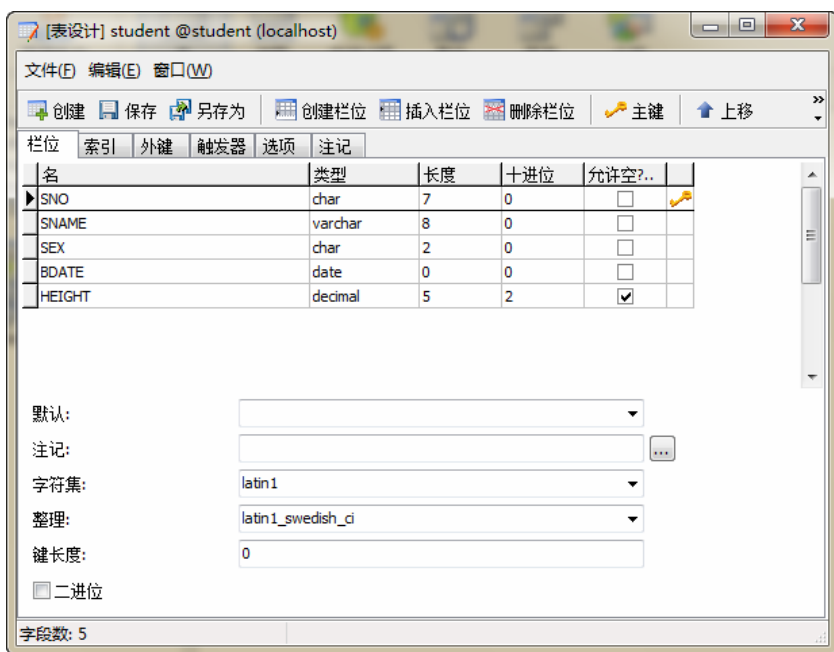 [表设计] student @student (localhost)
文件(F) 编辑(E) 窗口(W)
创建 保存 另存为 创建栏位 插入栏位 删除栏位 主键 上移
栏位 索引 外键 触发器 选项 注记
名 类型 长度 十进位 允许空?..
SNO char 7 0
SNAME varchar 8 0
SEX char 2 0
BDATE date 0 0
HEIGHT decimal 5 2
默认:
注记:
...
字符集: latin1
整理: latin1_swedish_ci
键长度: 0
二进位
字段数: 5